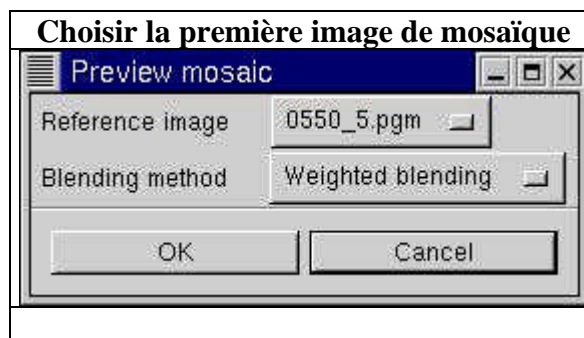 Choisir la première image de mosaïque
Preview mosaic
Reference image 0550_5.pgm
Blending method Weighted blending
OK Cancel